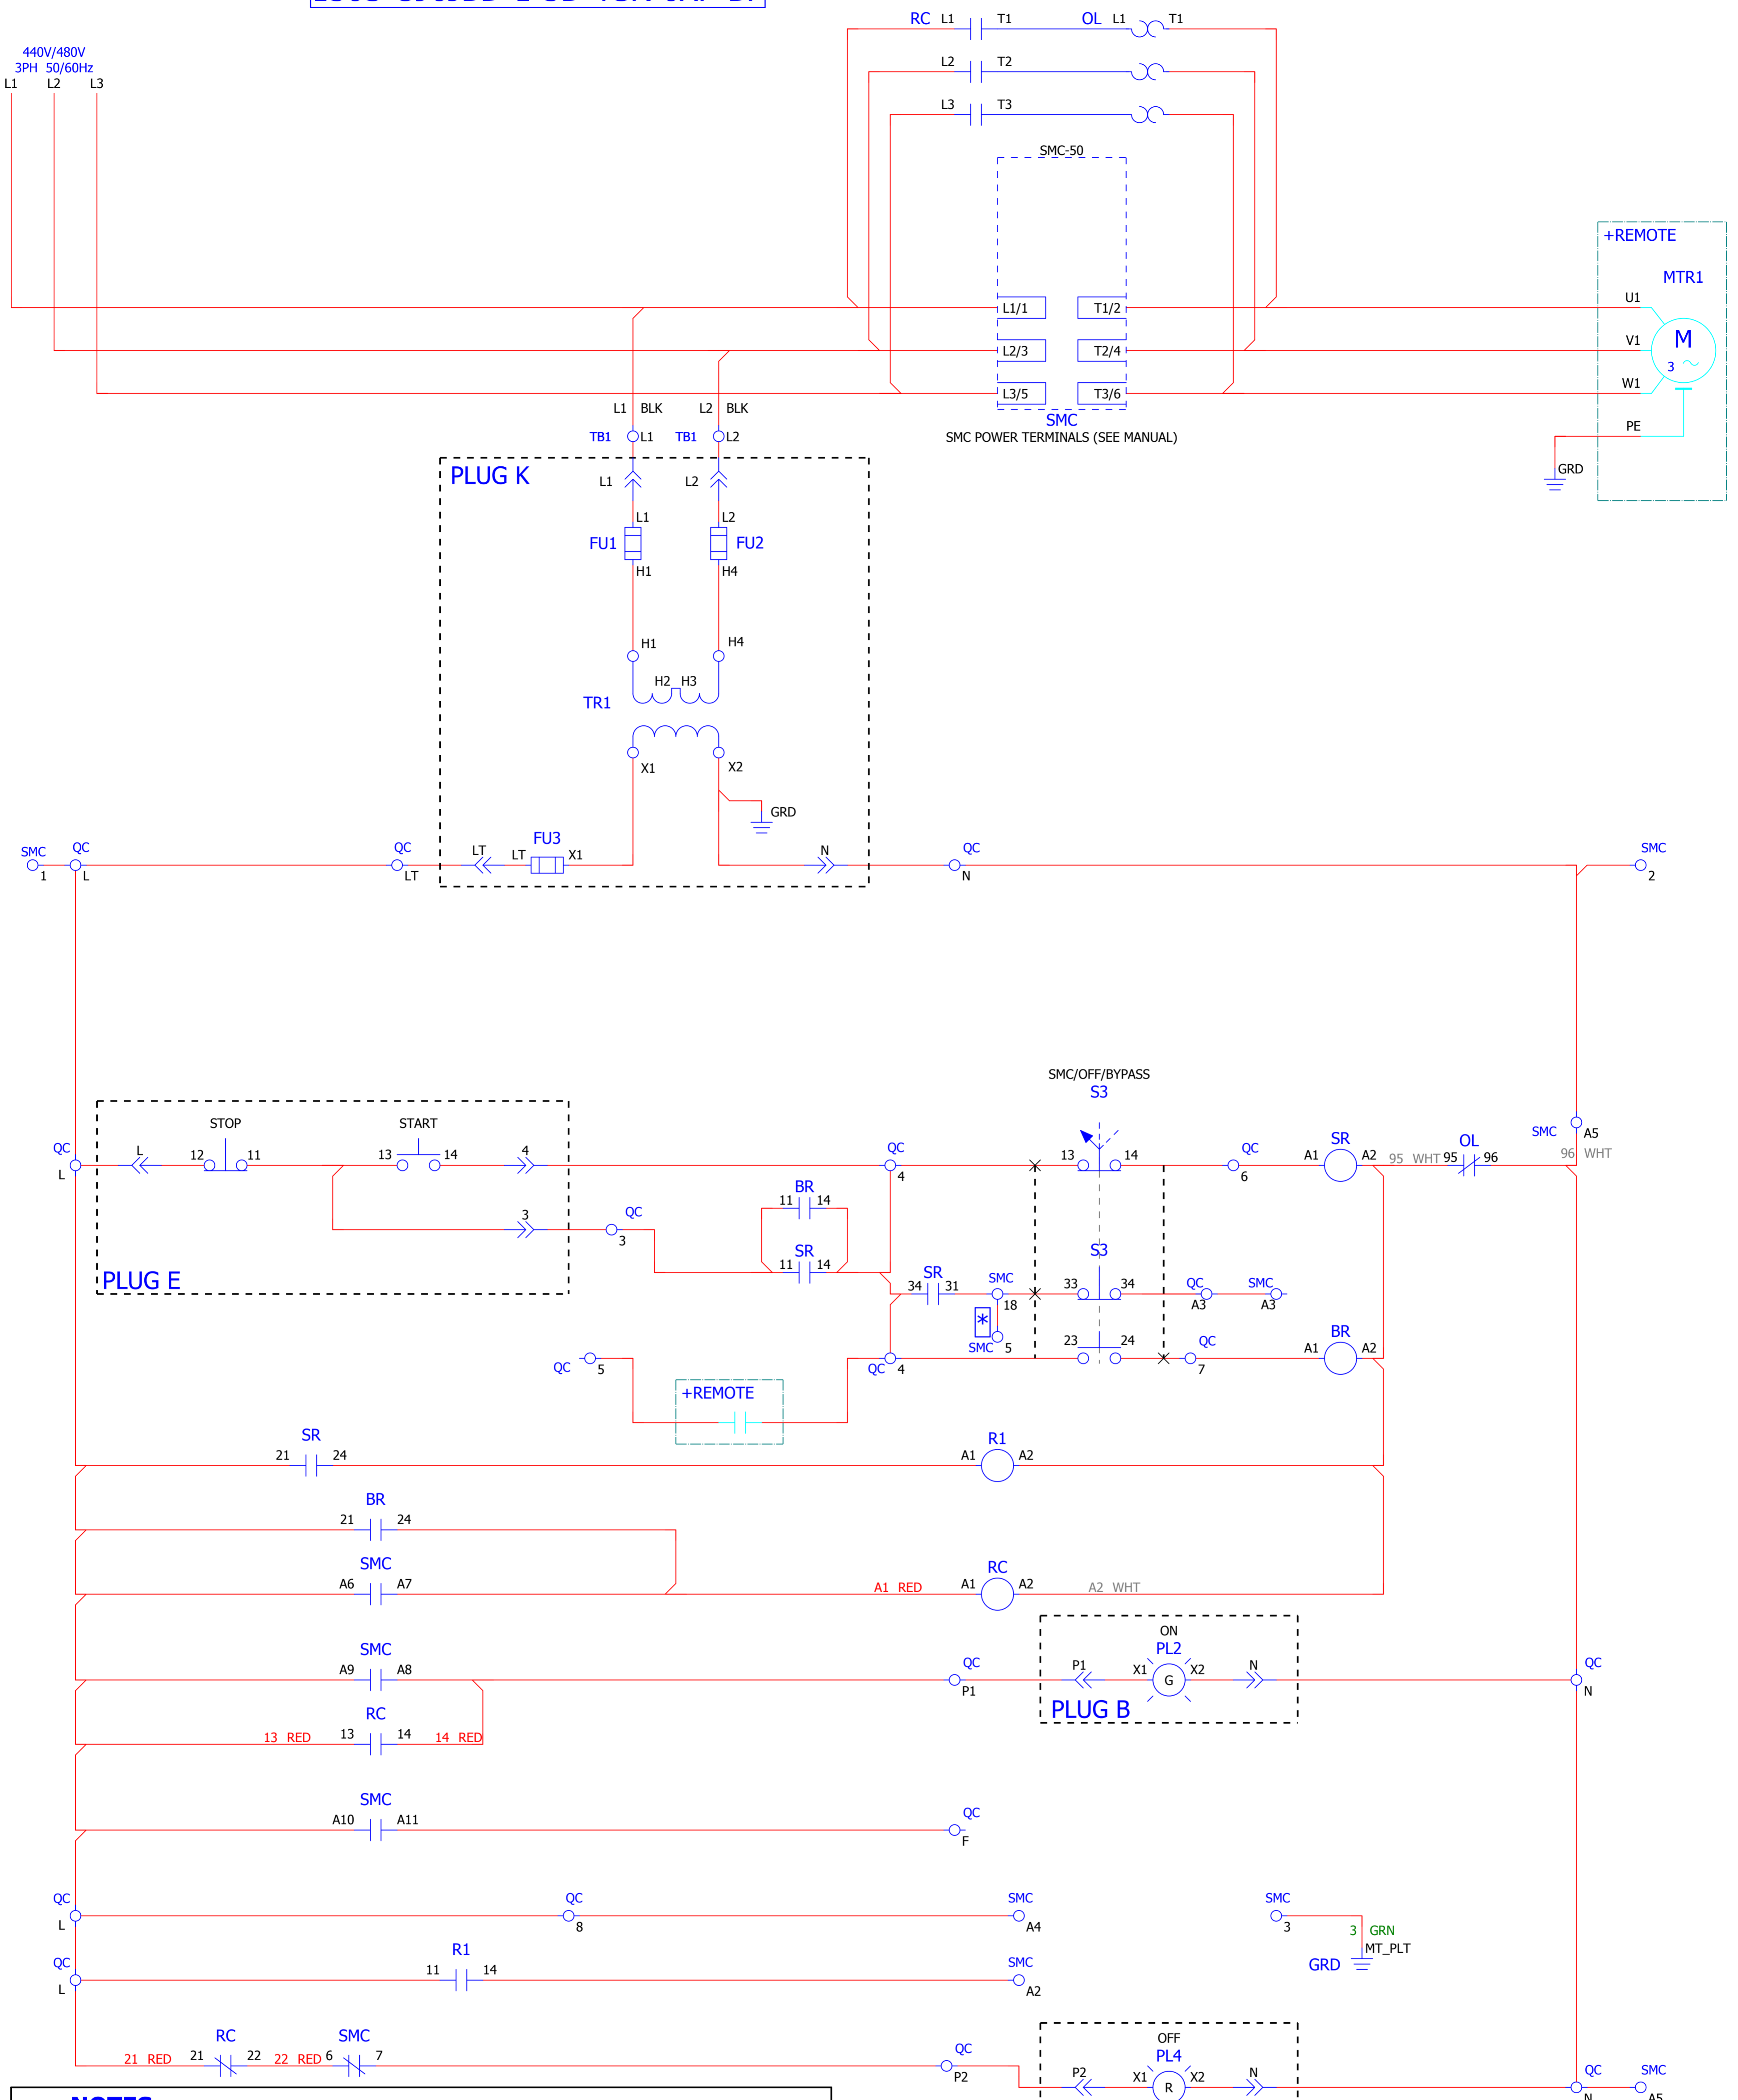 RC L1 T1 OL L1 T1
440V/480V
3PH 50/60Hz
L1 L2 L3
L2 T2
L3 T3
SMC-50
+REMOTE
MTR1
L1/1 T1/2 U1
L2/3 T2/4 V1 M
3
L3/5 T3/6 W1
SMC
SMC POWER TERMINALS (SEE MANUAL)
PE
GRD
L1 BLK L2 BLK
TB1 L1 TB1 L2
PLUG K
L1 L2
L1 L2
FU1 FU2
H1 H4
H1 H4
H2 H3
TR1
X1 X2
GRD
FU3
SMC QC QC LT LT X1 N QC SMC
1 L LT N 2
SMC/OFF/BYPASS
S3
STOP START
QC L 12 11 13 14 4 QC 13 14 QC SR OL SMC A5
A1 A2 95 WHT 95 96 96 WHT
L 4 6
BR
11 14
3 QC
3
SR
11 14
S3
PLUG E
SR
34 31 SMC 33 34 QC SMC
18 A3 A3
*
SMC 5
23 24 QC BR
A1 A2
QC 5 QC 4 7
+REMOTE
SR
21 24
R1
A1 A2
BR
21 24
SMC
A6 A7
RC
A1 RED A1 A2 A2 WHT
ON
SMC PL2
A9 A8 QC P1 X1 X2 N QC
P1 G N
PLUG B
RC
13 RED 13 14 14 RED
SMC
A10 A11 QC
F
QC QC SMC SMC
L 8 A4 3
3 GRN
MT_PLT
GRD
R1
QC 11 14 SMC
L A2
RC SMC OFF
21 RED 21 22 22 RED 6 7 QC PL4
P2 P2 X1 X2 N QC SMC
R N A5